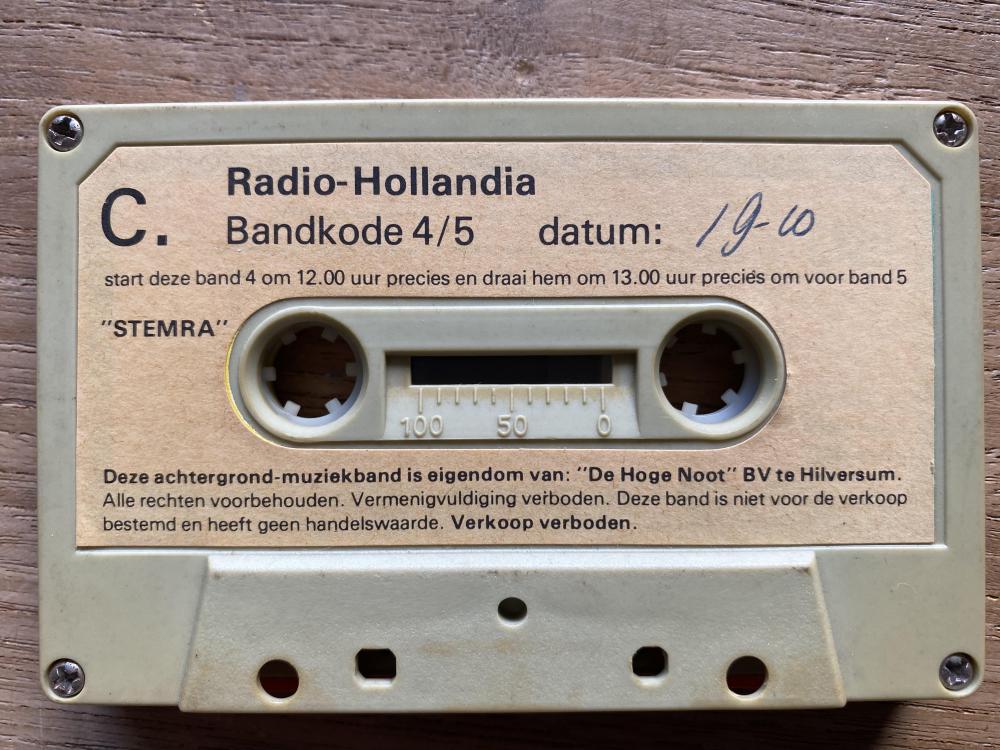 C.
Radio-Hollandia
Bandkode 4/5 datum: 19-10
start deze band 4 om 12.00 uur precies en draai hem om 13.00 uur precies om voor band 5
"STEMRA"
100 50 0
Deze achtergrond-muziekband is eigendom van: "De Hoge Noot" BV te Hilversum.
Alle rechten voorbehouden. Vermenigvuldiging verboden. Deze band is niet voor de verkoop
bestemd en heeft geen handelswaarde. Verkoop verboden.